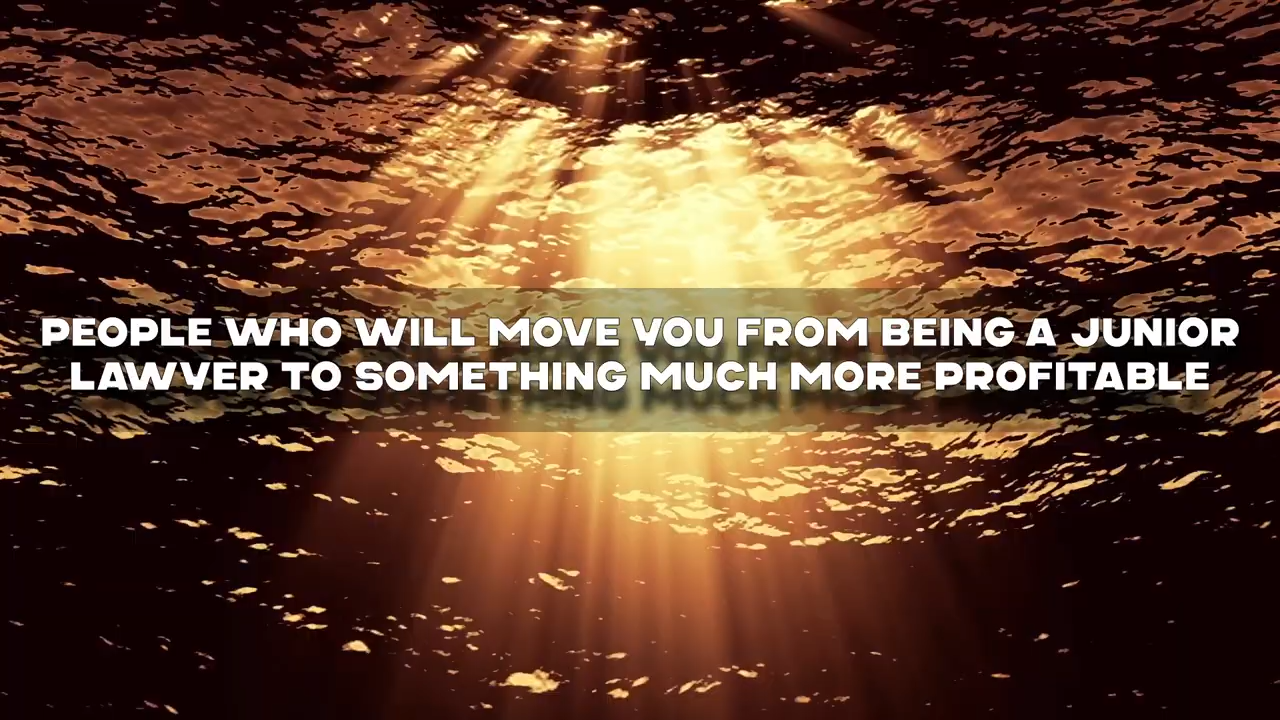 PEOPLE WHO WILL MOVE YOU FROM BEING A JUNIOR
LAWYER TO SOMETHING MUCH MORE PROFITABLE